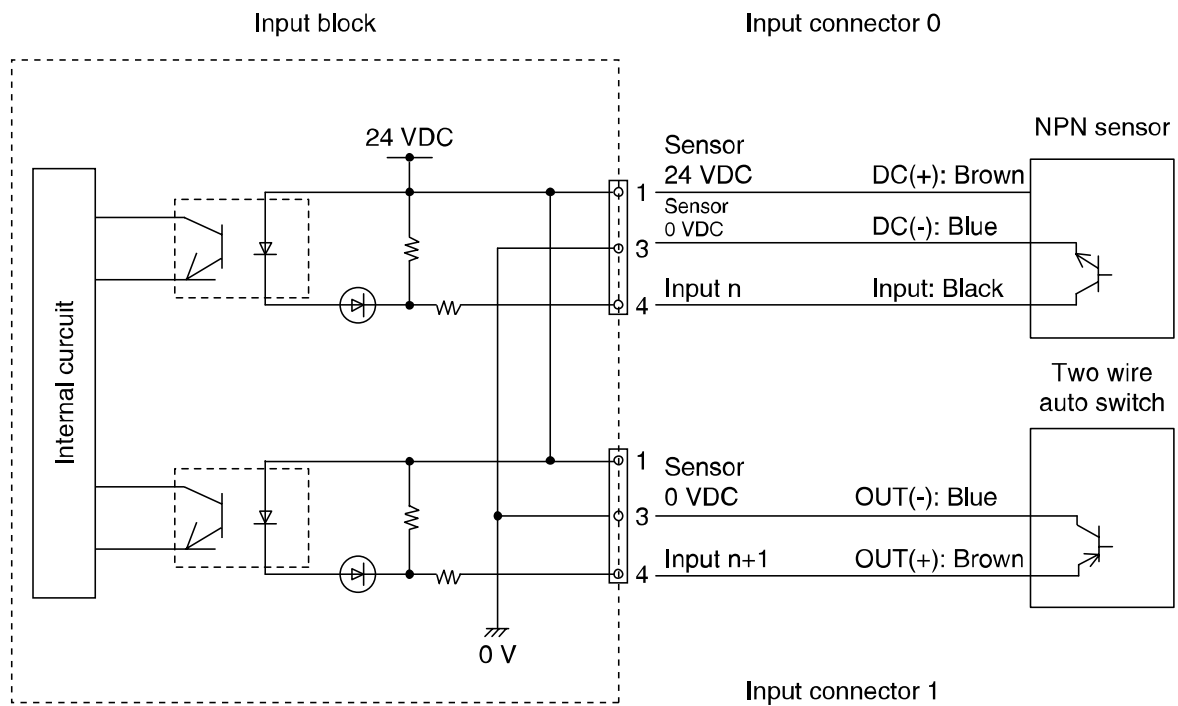 Input block
Input connector 0
24 VDC
NPN sensor
Sensor
24 VDC
DC(+): Brown
1
Sensor
0 VDC
DC(-): Blue
3
Input n
Input: Black
4
Internal curcuit
Two wire
auto switch
1
Sensor
0 VDC
OUT(-): Blue
3
Input n+1
OUT(+): Brown
4
0 V
Input connector 1